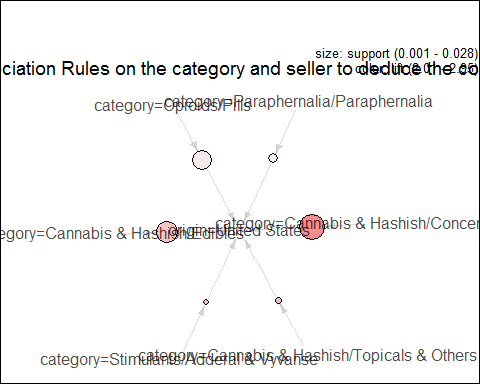 size: support (0.001 - 0.028)
ciation Rules on the category and seller to deduce the co
category=Opioids/Pills
category=Paraphernalia/Paraphernalia
category=Cannabis & Hashish/Concen
origin=United States
egory=Cannabis & Hashish/Edibles
category=Stimulants/Adderal & Vyvanse
category=Cannabis & Hashish/Topicals & Others